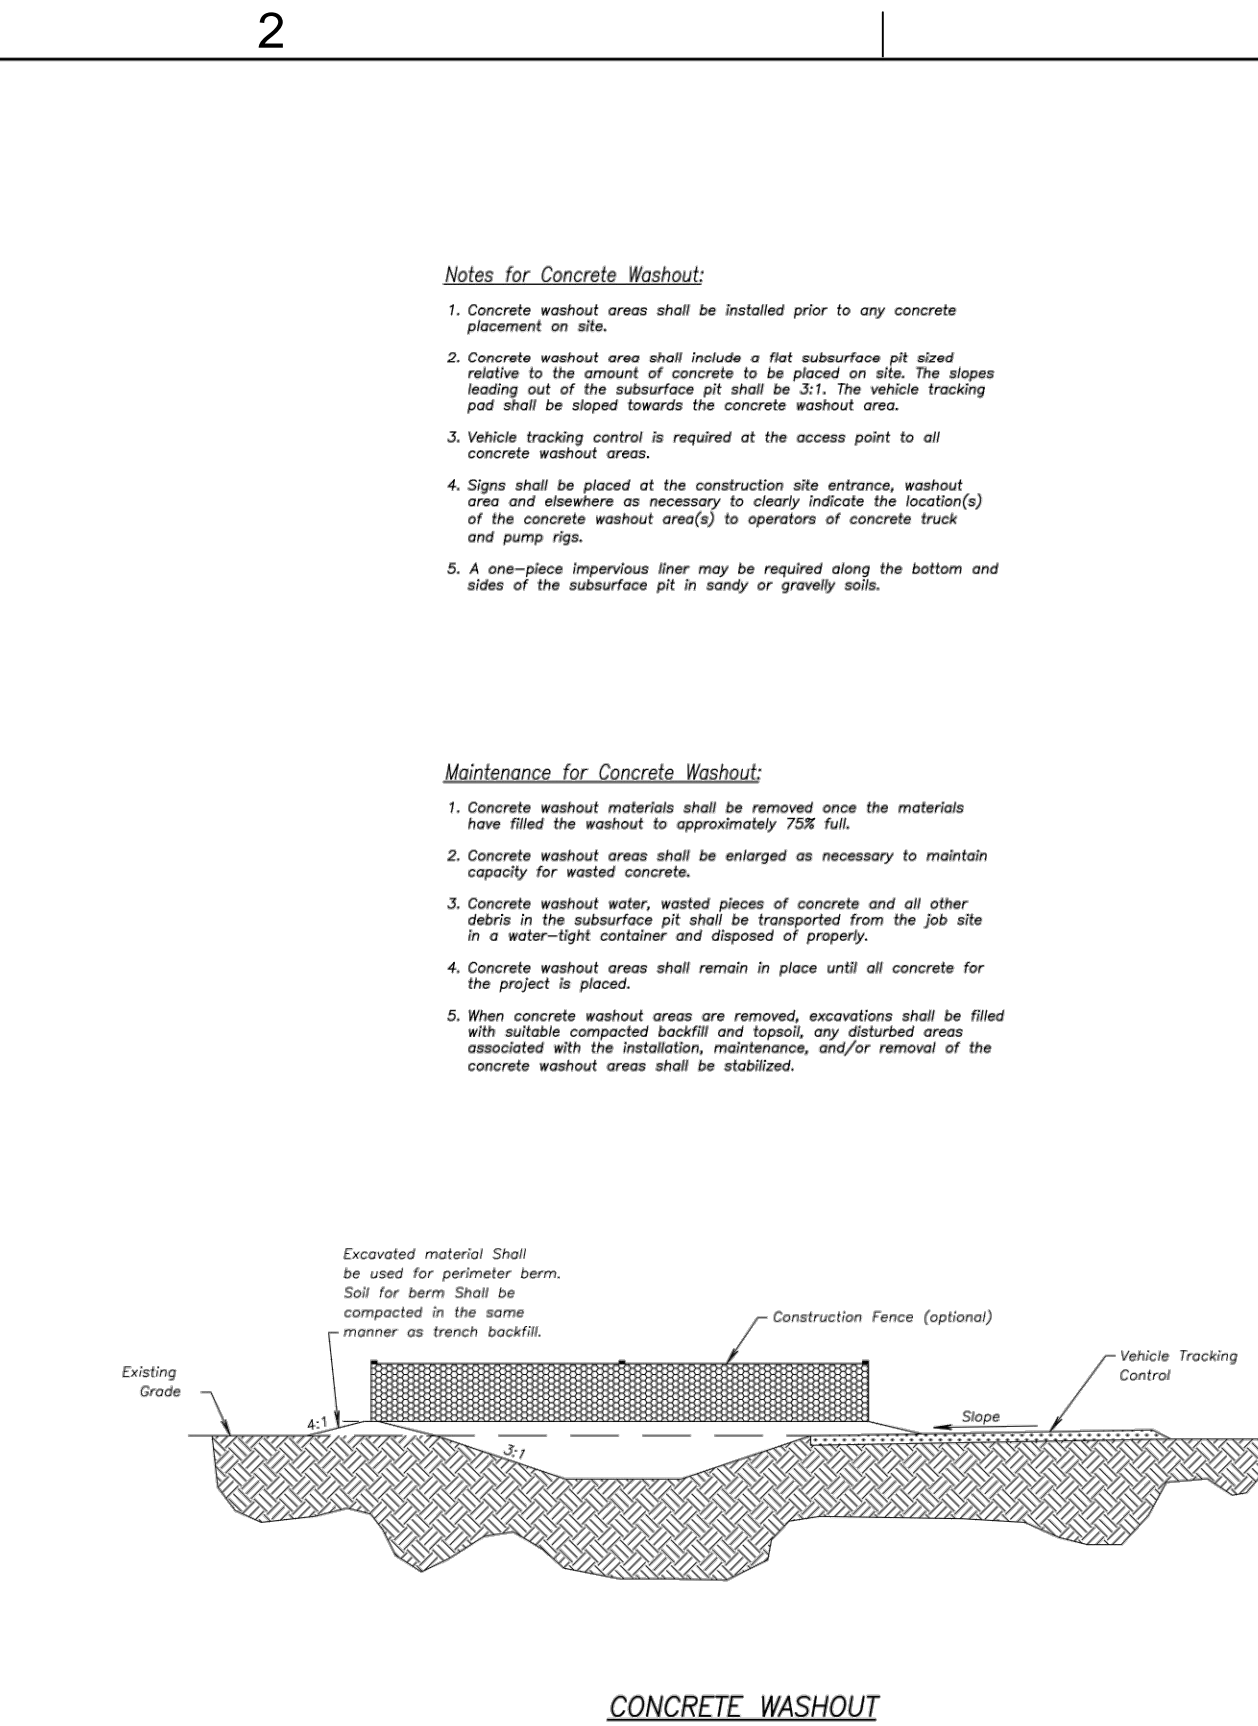 2
Notes for Concrete Washout:
1. Concrete washout areas shall be installed prior to any concrete
placement on site.
2. Concrete washout area shall include a flat subsurface pit sized
relative to the amount of concrete to be placed on site. The slopes
leading out of the subsurface pit shall be 3:1. The vehicle tracking
pad shall be sloped towards the concrete washout area.
3. Vehicle tracking control is required at the access point to all
concrete washout areas.
4. Signs shall be placed at the construction site entrance, washout
area and elsewhere as necessary to clearly indicate the location(s)
of the concrete washout area(s) to operators of concrete truck
and pump rigs.
5. A one-piece impervious liner may be required along the bottom and
sides of the subsurface pit in sandy or gravelly soils.
Maintenance for Concrete Washout:
1. Concrete washout materials shall be removed once the materials
have filled the washout to approximately 75% full.
2. Concrete washout areas shall be enlarged as necessary to maintain
capacity for wasted concrete.
3. Concrete washout water, wasted pieces of concrete and all other
debris in the subsurface pit shall be transported from the job site
in a water-tight container and disposed of properly.
4. Concrete washout areas shall remain in place until all concrete for
the project is placed.
5. When concrete washout areas are removed, excavations shall be filled
with suitable compacted backfill and topsoil, any disturbed areas
associated with the installation, maintenance, and/or removal of the
concrete washout areas shall be stabilized.
Excavated material Shall
be used for perimeter berm.
Soil for berm Shall be
compacted in the same
manner as trench backfill.
Construction Fence (optional)
Vehicle Tracking
Control
Existing
Grade
Slope
4:1
3:1
CONCRETE WASHOUT